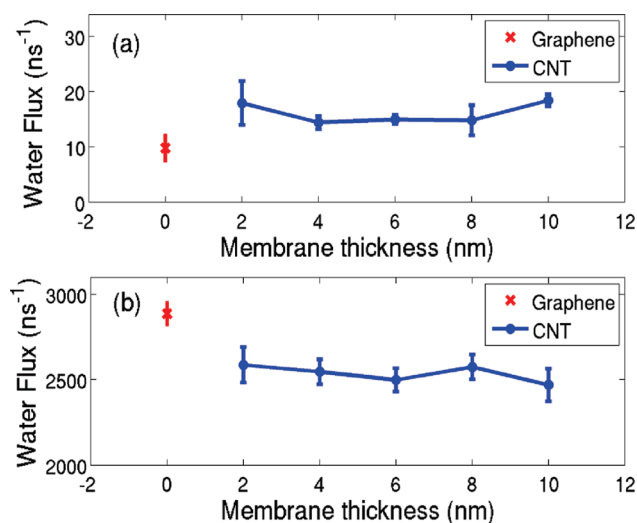 (a)
Graphene
CNT
Water Flux (ns⁻¹)
30
20
10
0
-2 0 2 4 6 8 10 12
Membrane thickness (nm)
(b)
Graphene
CNT
Water Flux (ns⁻¹)
3000
2500
2000
-2 0 2 4 6 8 10 12
Membrane thickness (nm)